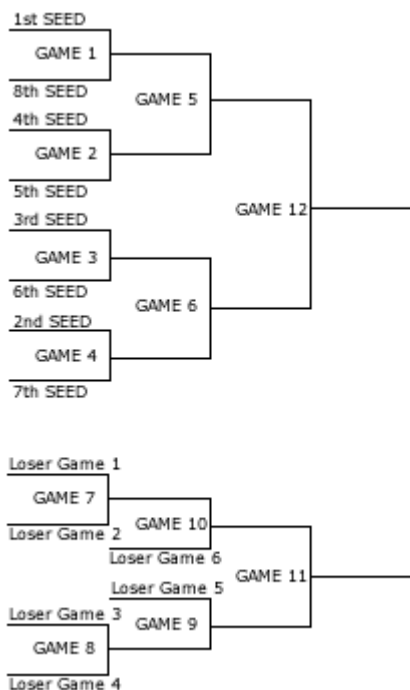 1st SEED
GAME 1
8th SEED
GAME 5
4th SEED
GAME 2
5th SEED
GAME 12
3rd SEED
GAME 3
6th SEED
GAME 6
2nd SEED
GAME 4
7th SEED
Loser Game 1
GAME 7
Loser Game 2
GAME 10
Loser Game 6
GAME 11
Loser Game 5
GAME 9
Loser Game 3
GAME 8
Loser Game 4